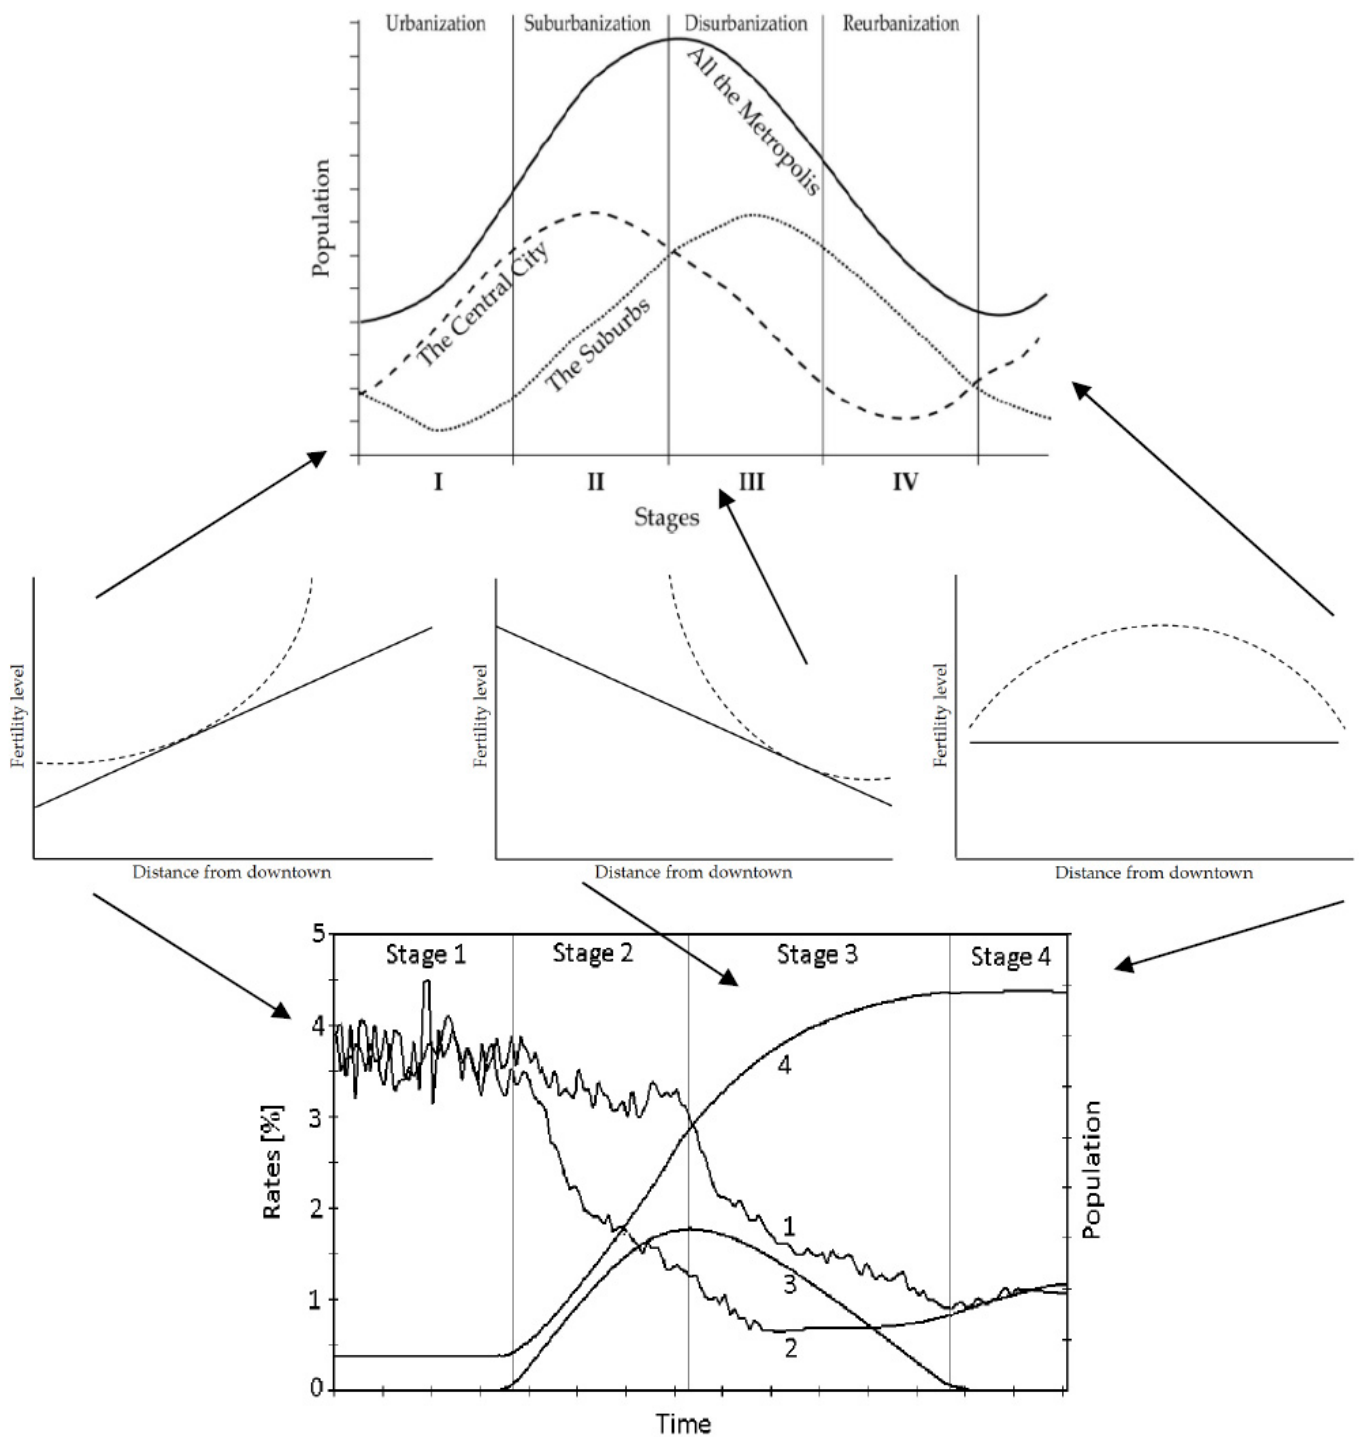 Urbanization Suburbanization Disurbanization Reurbanization
All the Metropolis
Population
The Central City
The Suburbs
I II III IV
Stages
Fertility level
Distance from downtown
Fertility level
Distance from downtown
Fertility level
Distance from downtown
Stage 1 Stage 2 Stage 3 Stage 4
5
4
3
2
1
0
Rates [%]
4
1
3
2
Population
Time